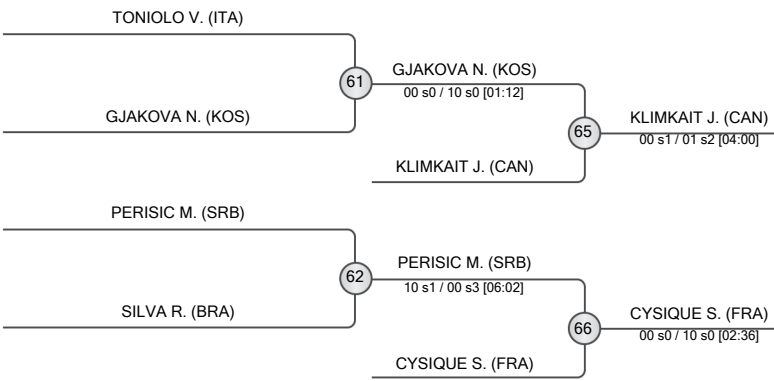 TONIOLO V. (ITA)
61
GJAKOVA N. (KOS)
00 s0 / 10 s0 [01:12]
GJAKOVA N. (KOS)
65
KLIMKAIT J. (CAN)
00 s1 / 01 s2 [04:00]
KLIMKAIT J. (CAN)
PERISIC M. (SRB)
62
PERISIC M. (SRB)
10 s1 / 00 s3 [06:02]
SILVA R. (BRA)
66
CYSIQUE S. (FRA)
00 s0 / 10 s0 [02:36]
CYSIQUE S. (FRA)